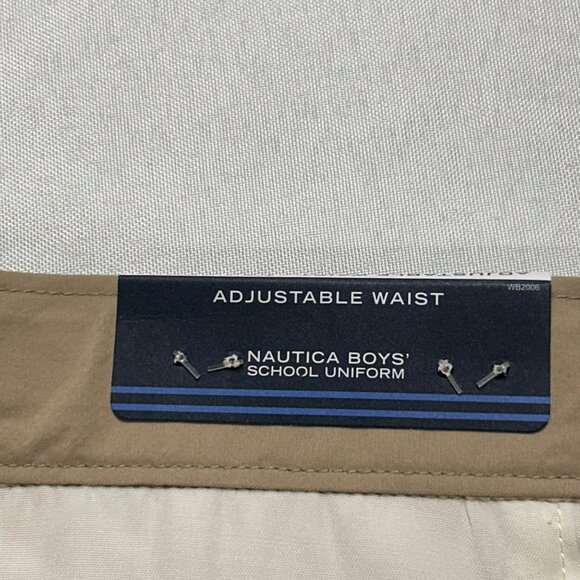 WB2006
ADJUSTABLE WAIST
NAUTICA BOYS'
SCHOOL UNIFORM